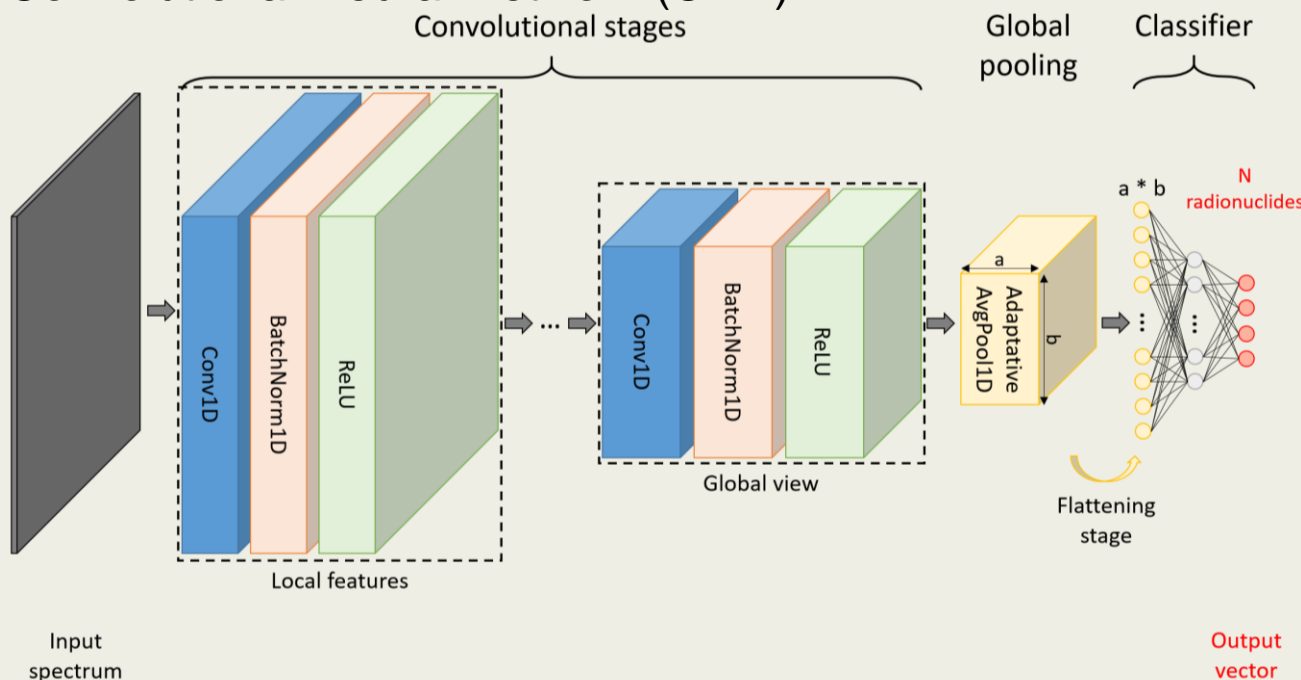 Convolutional stages
Global
pooling
Classifier
Conv1D
BatchNorm1D
ReLU
...
Conv1D
BatchNorm1D
ReLU
a
b
Adaptative
AvgPool1D
a * b
...
...
N
radionuclides
Local features
Global view
Flattening
stage
Input
spectrum
Output
vector